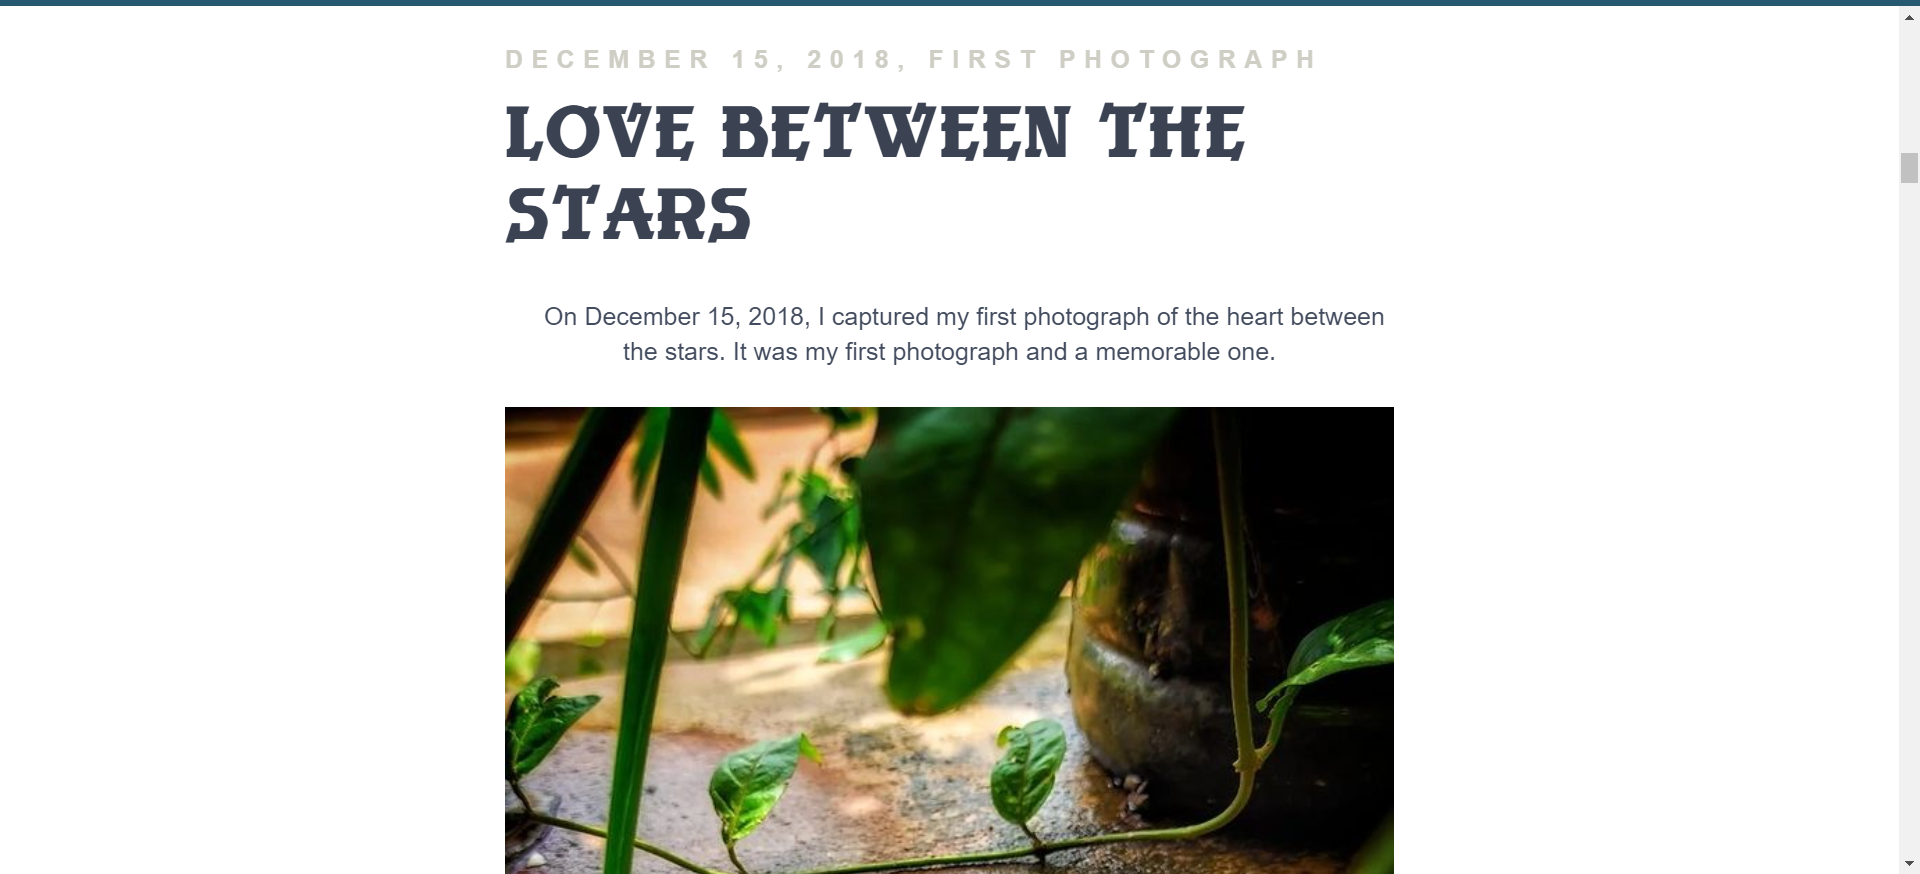 DECEMBER 15, 2018, FIRST PHOTOGRAPH
LOVE BETWEEN THE
STARS
On December 15, 2018, I captured my first photograph of the heart between
the stars. It was my first photograph and a memorable one.